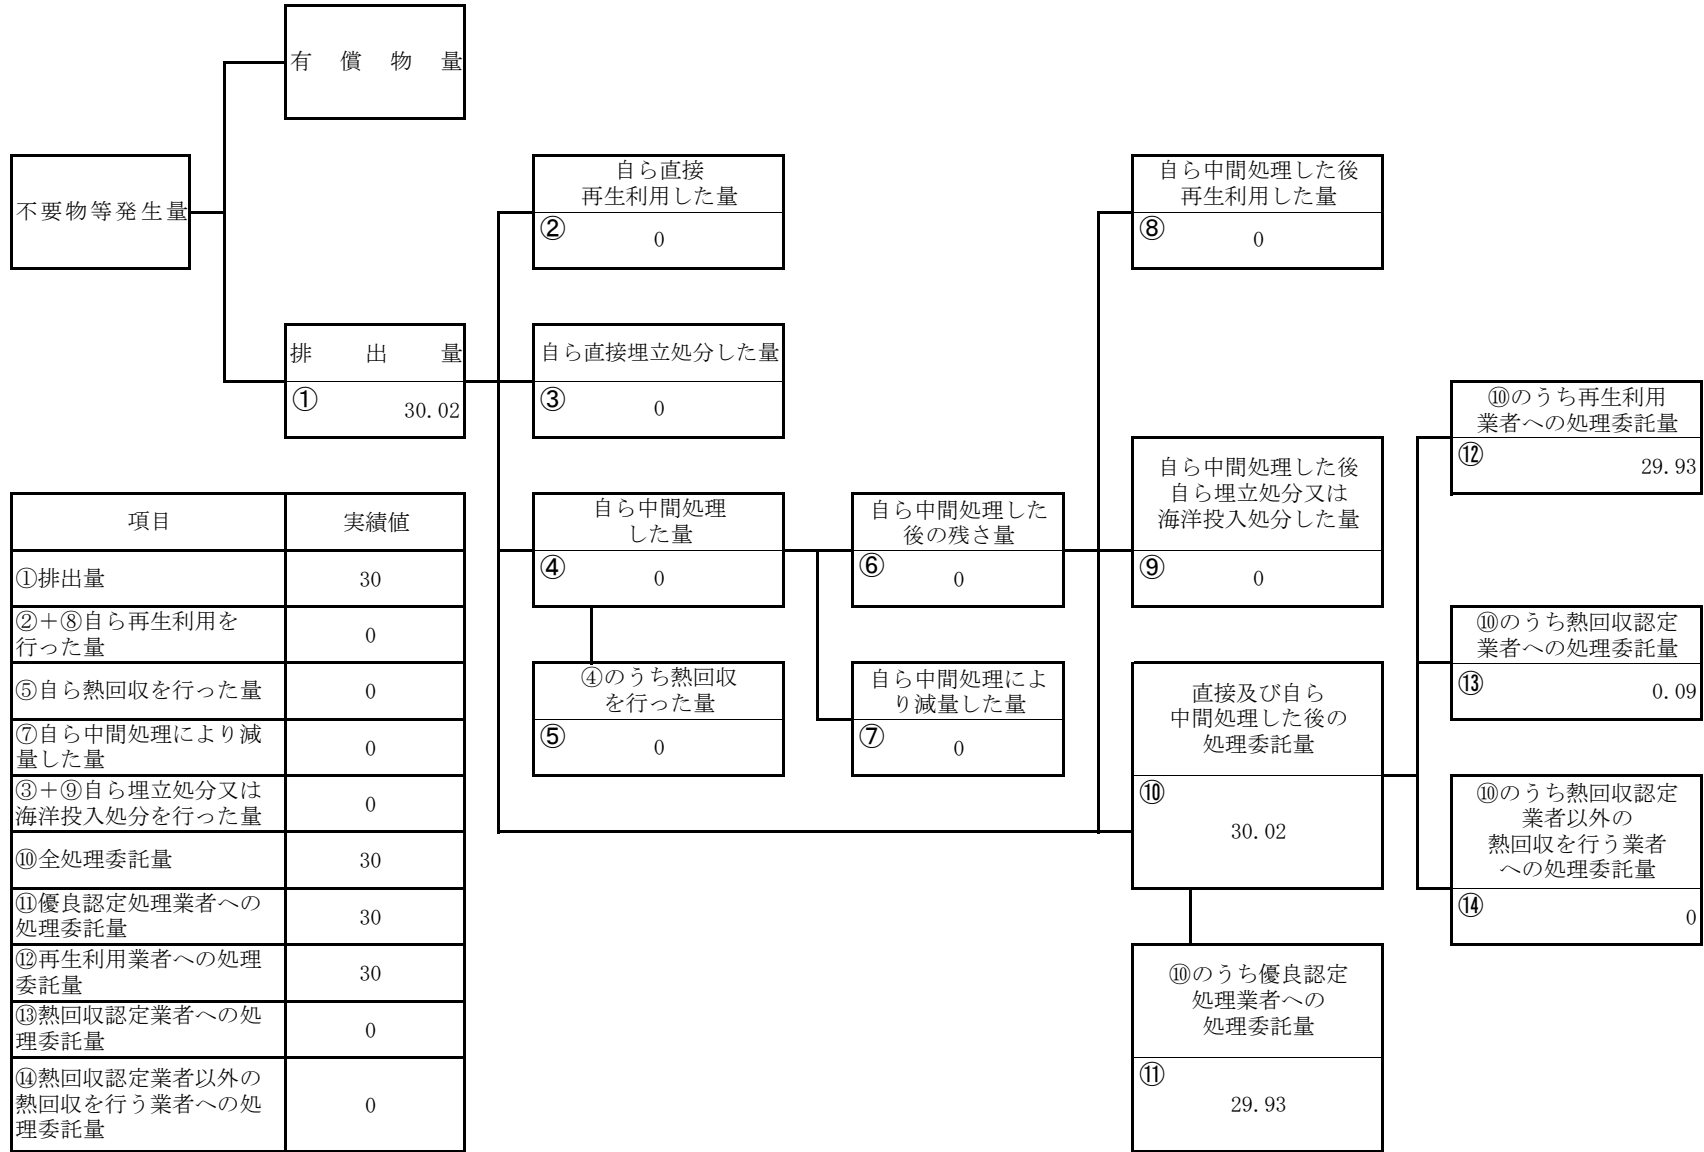 有償物量
不要物等発生量
排出量
①
30.02
自ら直接
再生利用した量
②
0
自ら直接埋立処分した量
③
0
自ら中間処理
した量
④
0
④のうち熱回収
を行った量
⑤
0
自ら中間処理した
後の残さ量
⑥
0
自ら中間処理によ
り減量した量
⑦
0
自ら中間処理した後
再生利用した量
⑧
0
自ら中間処理した後
自ら埋立処分又は
海洋投入処分した量
⑨
0
直接及び自ら
中間処理した後の
処理委託量
⑩
30.02
⑩のうち優良認定
処理業者への
処理委託量
⑪
29.93
⑩のうち再生利用
業者への処理委託量
⑫
29.93
⑩のうち熱回収認定
業者への処理委託量
⑬
0.09
⑩のうち熱回収認定
業者以外の
熱回収を行う業者
への処理委託量
⑭
0
項目 実績値
①排出量 30
②+⑧自ら再生利用を
行った量 0
⑤自ら熱回収を行った量 0
⑦自ら中間処理により減
量した量 0
③+⑨自ら埋立処分又は
海洋投入処分を行った量 0
⑩全処理委託量 30
⑪優良認定処理業者への
処理委託量 30
⑫再生利用業者への処理
委託量 30
⑬熱回収認定業者への処
理委託量 0
⑭熱回収認定業者以外の
熱回収を行う業者への処
理委託量 0